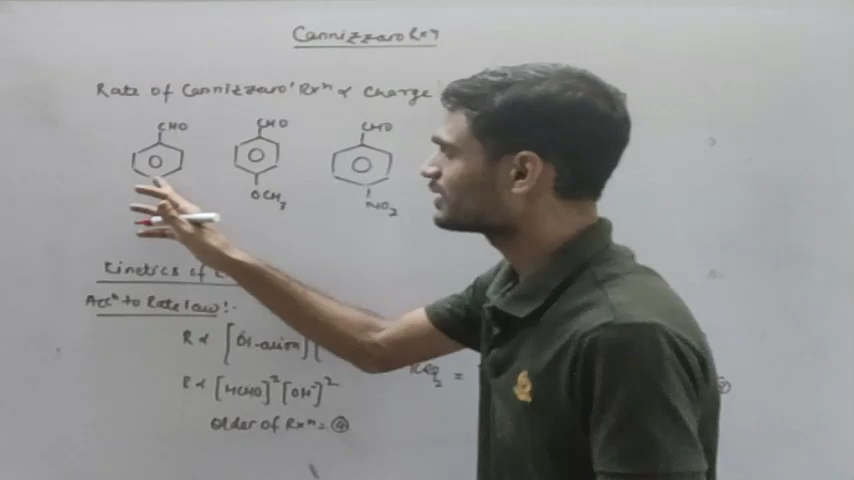 Cannizzaro Rxn
Rate of Cannizzaro' Rxn α charge
CHO CHO CHO
OCH3 NO2
Kinetics of
Accn to Rate law :-
R α [Di-anion] [
R α [HCHO]2 [OH-]2
Order of Rxn = 4